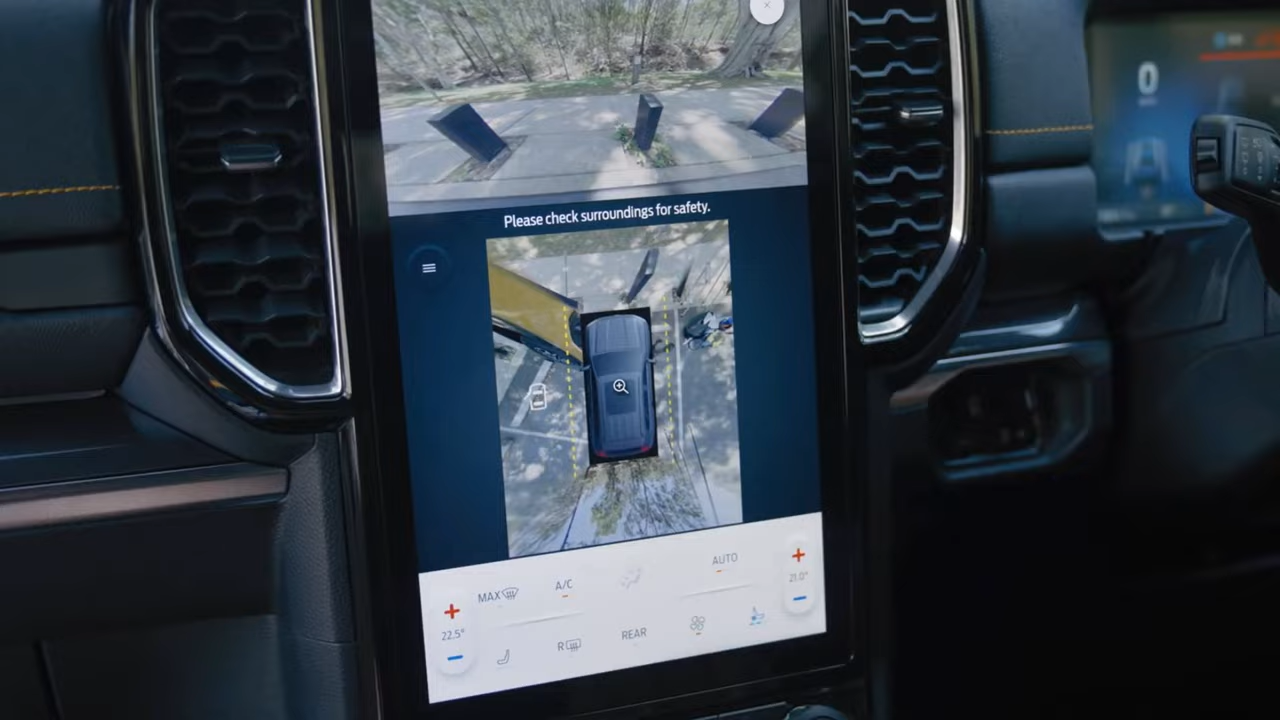 0
Please check surroundings for safety.
MAX
A/C
AUTO
22.5°
21.0°
R
REAR